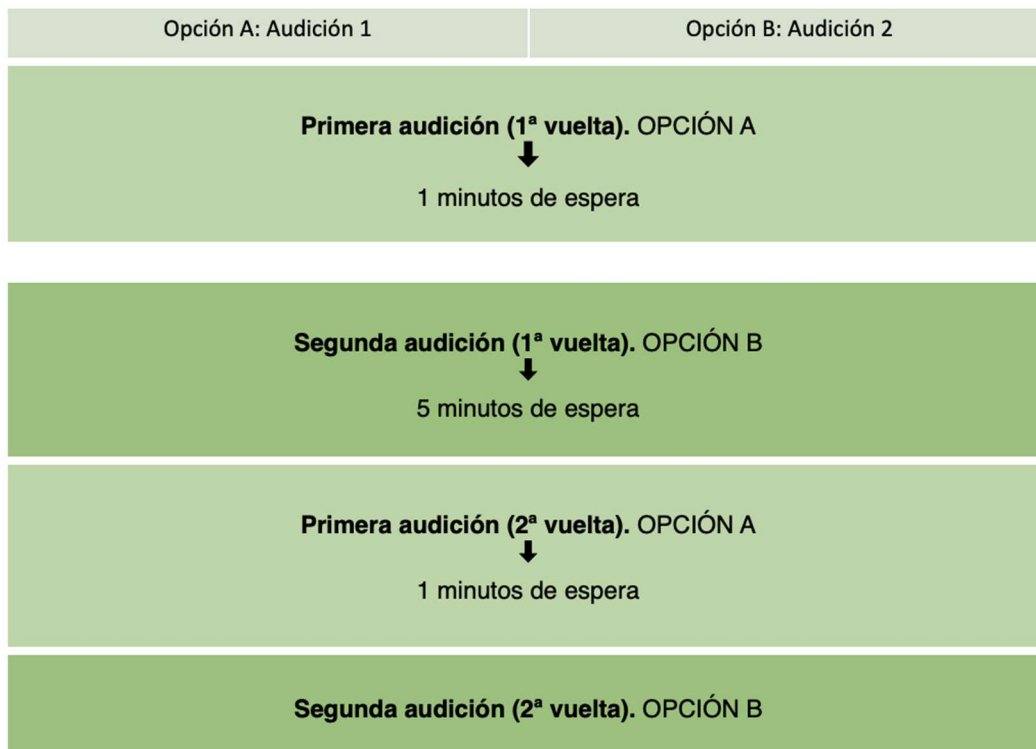 Opción A: Audición 1
Opción B: Audición 2
Primera audición (1ª vuelta). OPCIÓN A
1 minutos de espera
Segunda audición (1ª vuelta). OPCIÓN B
5 minutos de espera
Primera audición (2ª vuelta). OPCIÓN A
1 minutos de espera
Segunda audición (2ª vuelta). OPCIÓN B